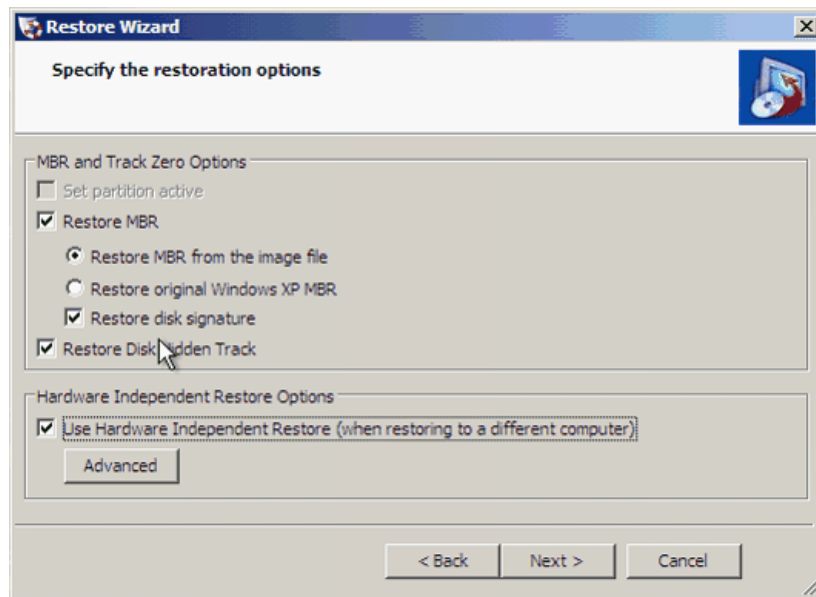 Restore Wizard
Specify the restoration options
MBR and Track Zero Options
Set partition active
Restore MBR
Restore MBR from the image file
Restore original Windows XP MBR
Restore disk signature
Restore Disk Hidden Track
Hardware Independent Restore Options
Use Hardware Independent Restore (when restoring to a different computer)
Advanced
< Back Next > Cancel